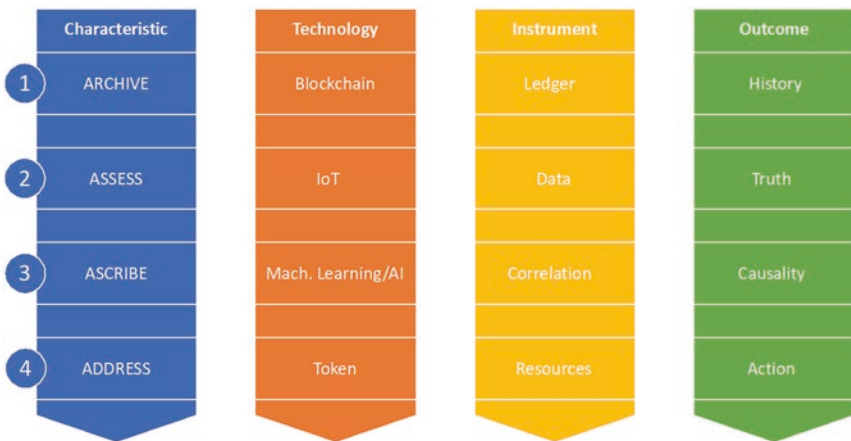 Characteristic Technology Instrument Outcome
1 ARCHIVE Blockchain Ledger History
2 ASSESS IoT Data Truth
3 ASCRIBE Mach. Learning/AI Correlation Causality
4 ADDRESS Token Resources Action